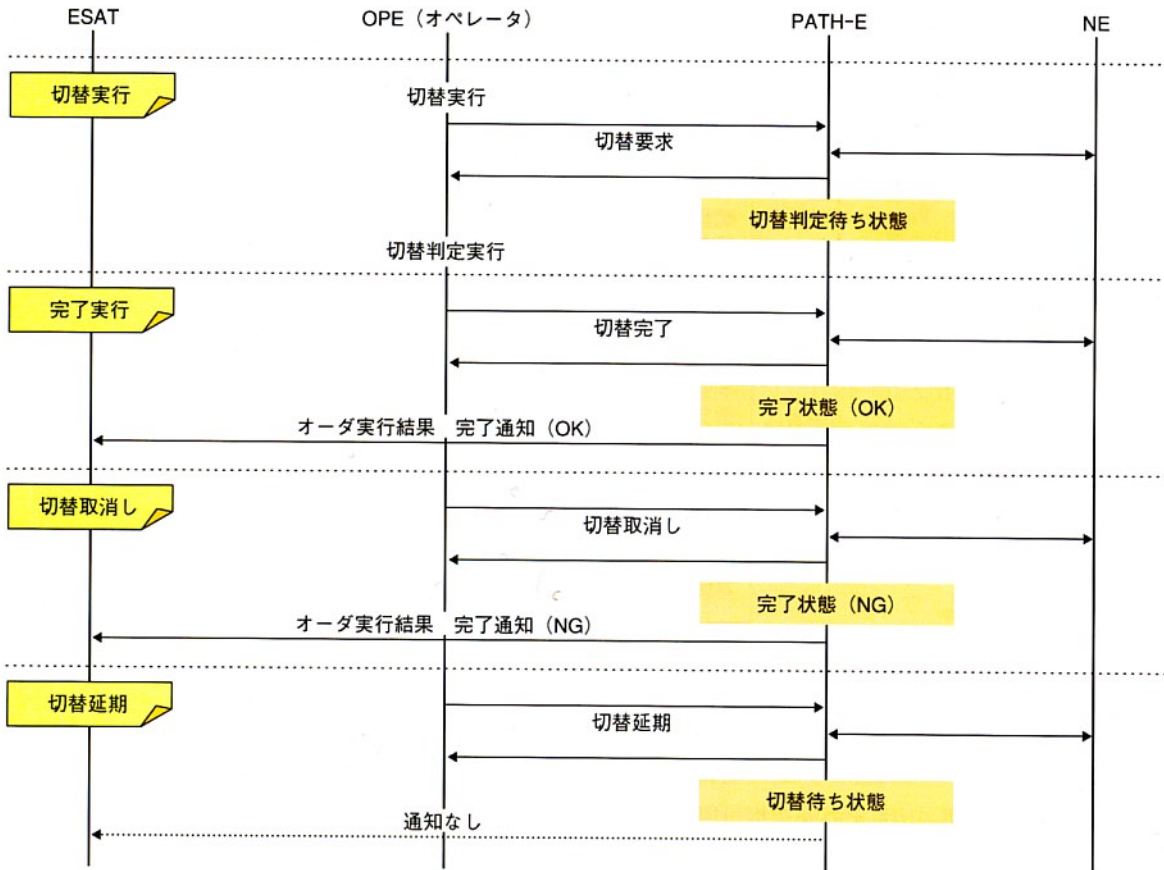 ESAT
OPE（オペレータ）
PATH-E
NE
切替実行
切替実行
切替要求
切替判定待ち状態
切替判定実行
完了実行
切替完了
完了状態（OK）
オーダ実行結果　完了通知（OK）
切替取消し
切替取消し
完了状態（NG）
オーダ実行結果　完了通知（NG）
切替延期
切替延期
切替待ち状態
通知なし